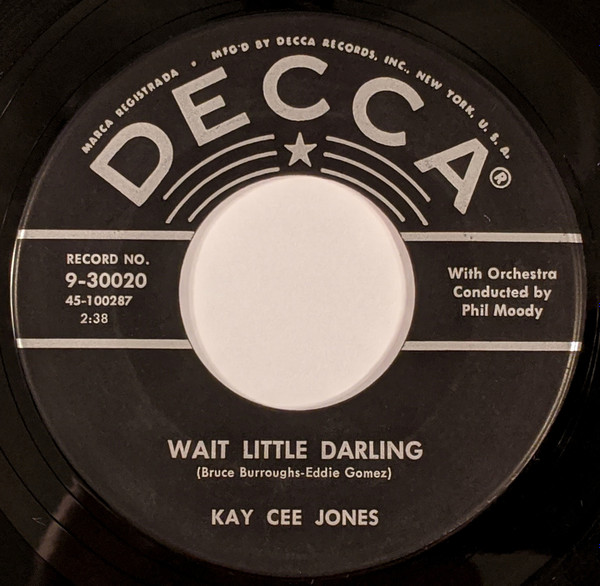 MARCA REGISTRADA • MFG'D BY DECCA RECORDS, INC., NEW YORK, U. S. A.
DECCA®
RECORD NO.
9-30020
45-100287
2:38
With Orchestra
Conducted by
Phil Moody
WAIT LITTLE DARLING
(Bruce Burroughs-Eddie Gomez)
KAY CEE JONES